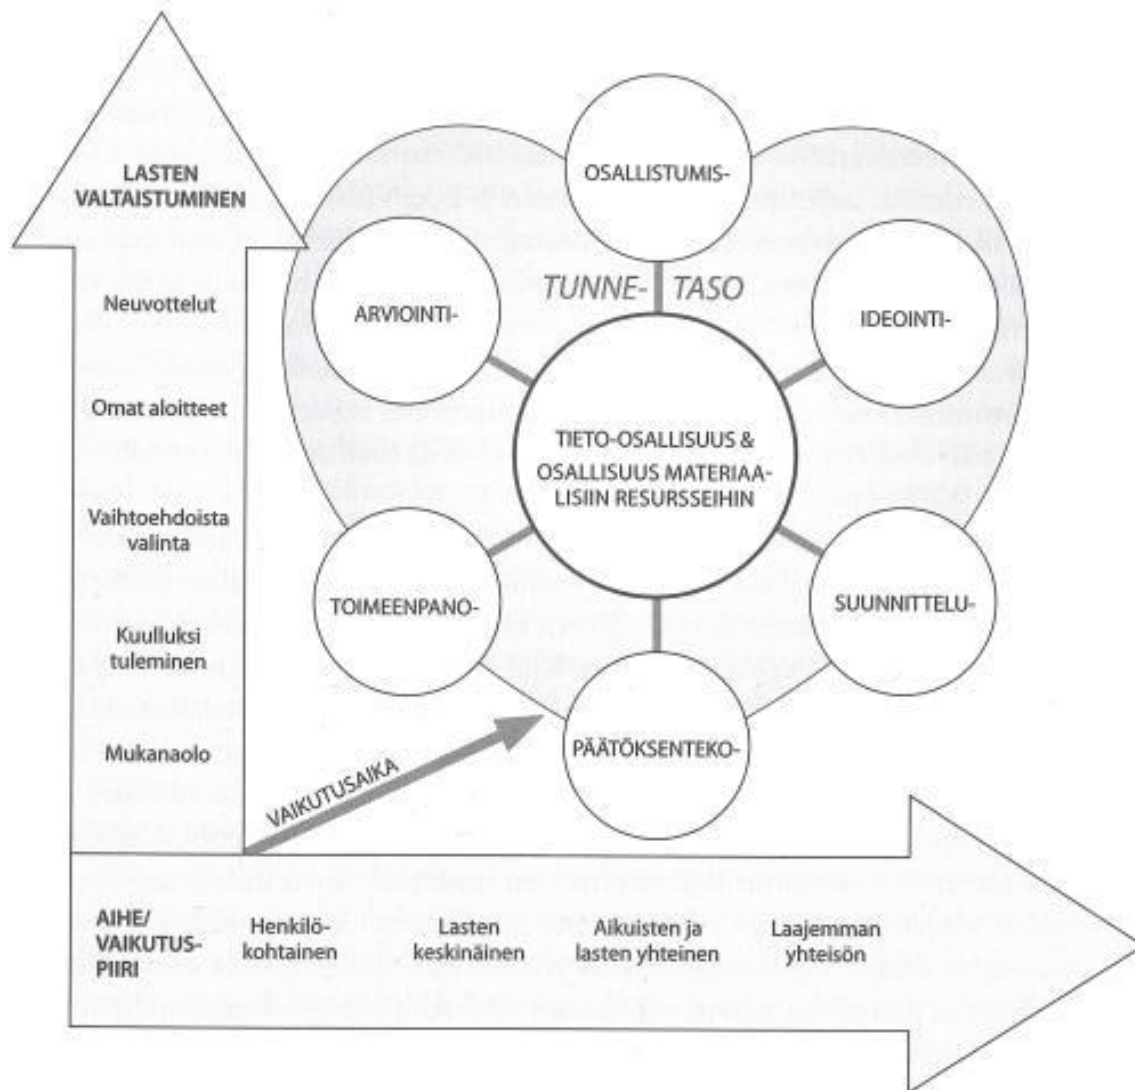 LASTEN
VALTAISTUMINEN
Neuvottelut
Omat aloitteet
Vaihtoehdoista
valinta
Kuulluksi
tuleminen
Mukanaolo
OSALLISTUMIS-
TUNNE- TASO
ARVIOINTI-
IDEOINTI-
TIETO-OSALLISUUS &
OSALLISUUS MATERIAA-
LISIIN RESURSSEIHIN
TOIMEENPANO-
SUUNNITTELU-
PÄÄTÖKSENTEKO-
VAIKUTUSAIKA
AIHE/
VAIKUTUS-
PIIRI
Henkilö-
kohtainen
Lasten
keskinäinen
Aikuisten ja
lasten yhteinen
Laajemman
yhteisön